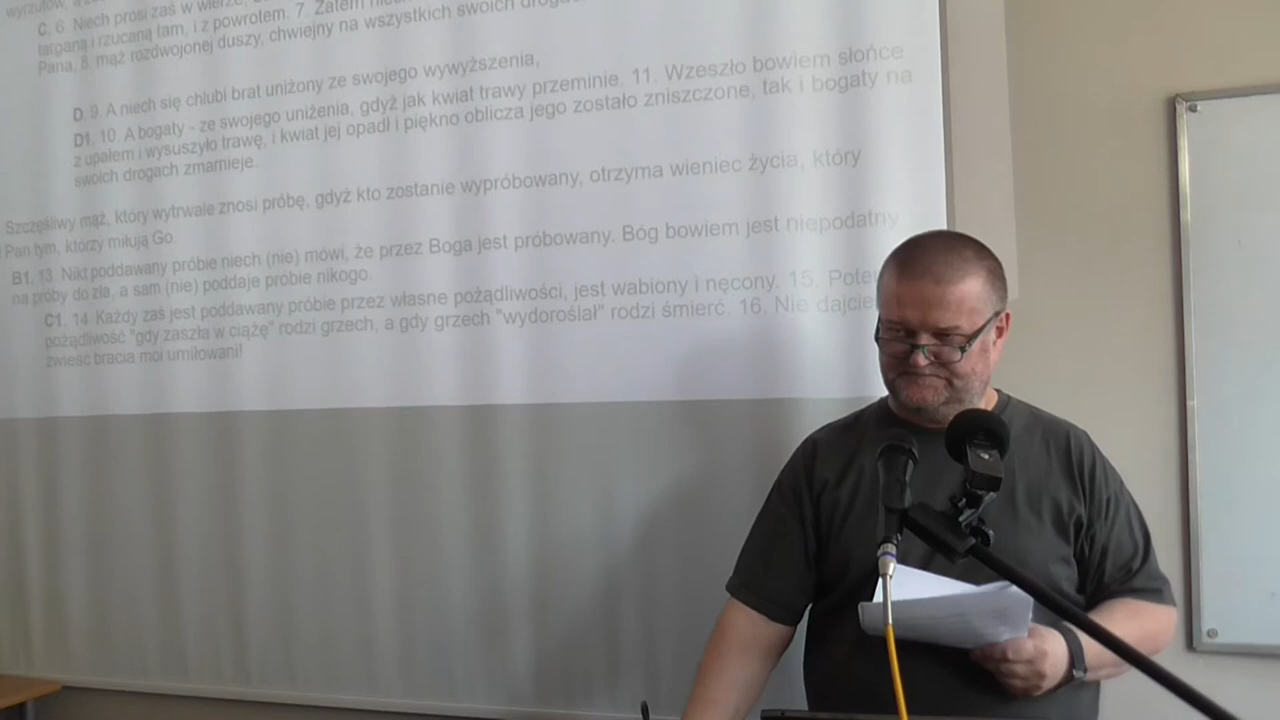 wyrzutów,
C. 6. Niech prosi zaś w wierze,
targaną i rzucaną tam, i z powrotem. 7. Zatem
Pana, 8. mąż rozdwojonej duszy, chwiejny na wszystkich swoich
D. 9. A niech się chlubi brat uniżony ze swojego wywyższenia,
D1. 10. A bogaty - ze swojego uniżenia, gdyż jak kwiat trawy przeminie. 11. Wzeszło bowiem słońce
z upałem i wysuszyło trawę, i kwiat jej opadł i piękno oblicza jego zostało zniszczone, tak i bogaty na
swoich drogach zmarnieje.
Szczęśliwy mąż, który wytrwale znosi próbę, gdyż kto zostanie wypróbowany, otrzyma wieniec życia, który
Pan tym, którzy miłują Go.
B1. 13. Nikt poddawany próbie niech (nie) mówi, że przez Boga jest próbowany. Bóg bowiem jest niepodatny
na próby do zła, a sam (nie) poddaje próbie nikogo.
C1. 14. Każdy zaś jest poddawany próbie przez własne pożądliwości, jest wabiony i nęcony. 15.
pożądliwość "gdy zaszła w ciążę" rodzi grzech, a gdy grzech "wydoroślał" rodzi śmierć. 16. Nie dajcie
zwieść bracia moi umiłowani!